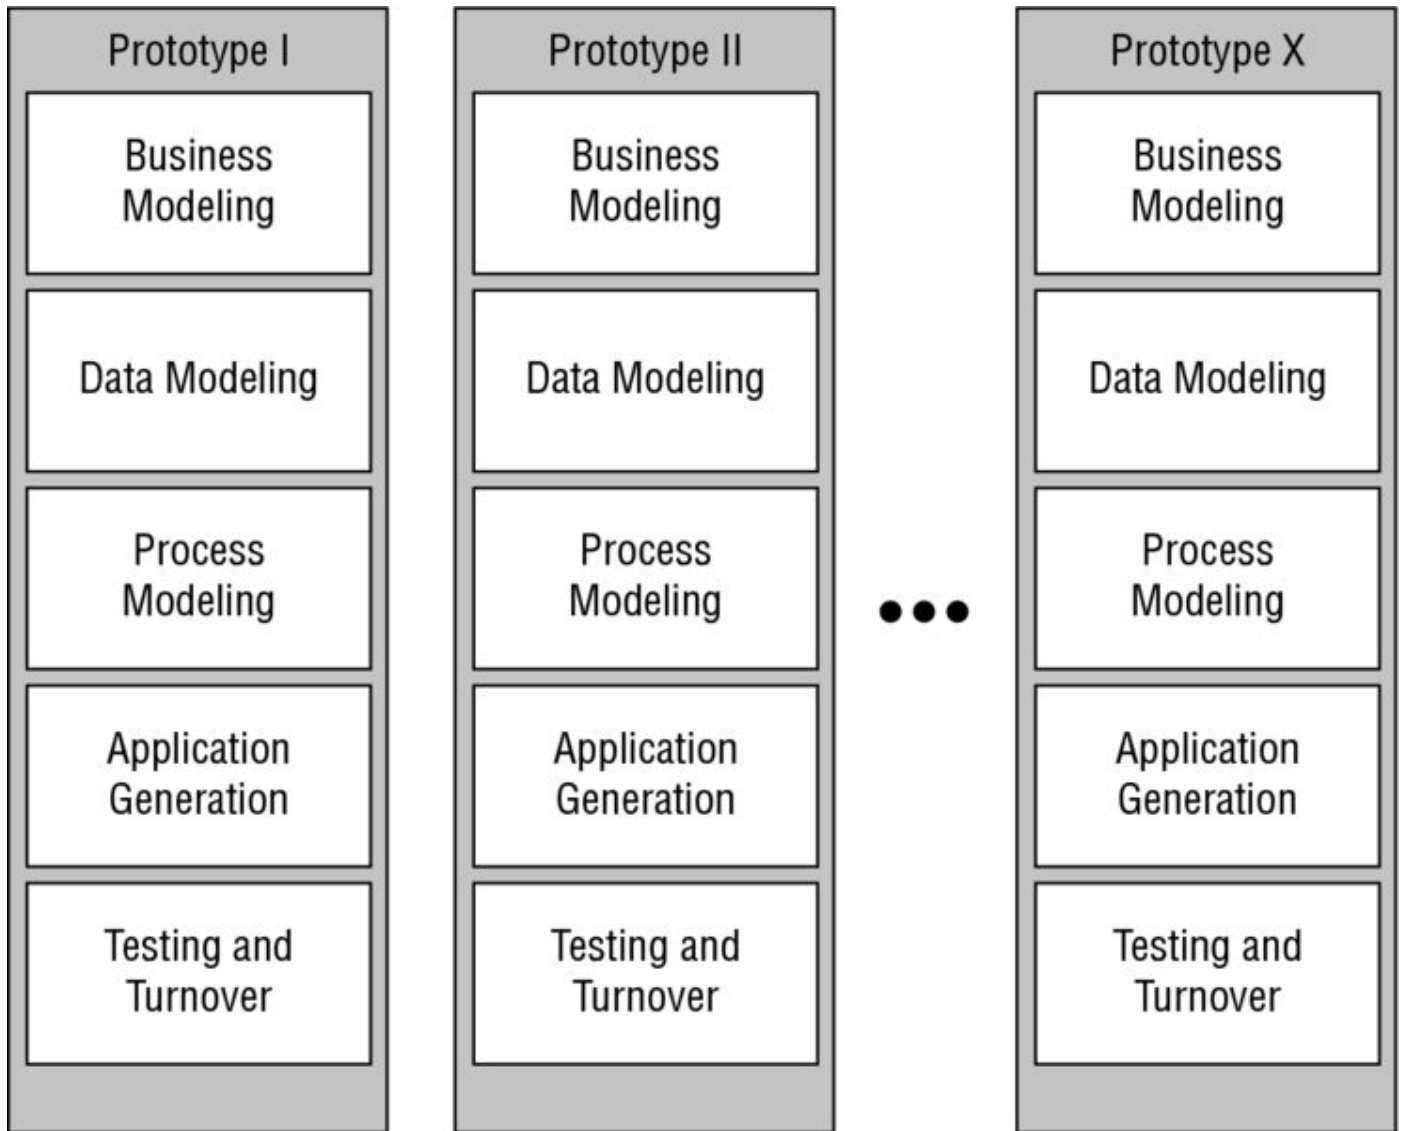 Prototype I
Business
Modeling
Data Modeling
Process
Modeling
Application
Generation
Testing and
Turnover
Prototype II
Business
Modeling
Data Modeling
Process
Modeling
Application
Generation
Testing and
Turnover
Prototype X
Business
Modeling
Data Modeling
Process
Modeling
Application
Generation
Testing and
Turnover